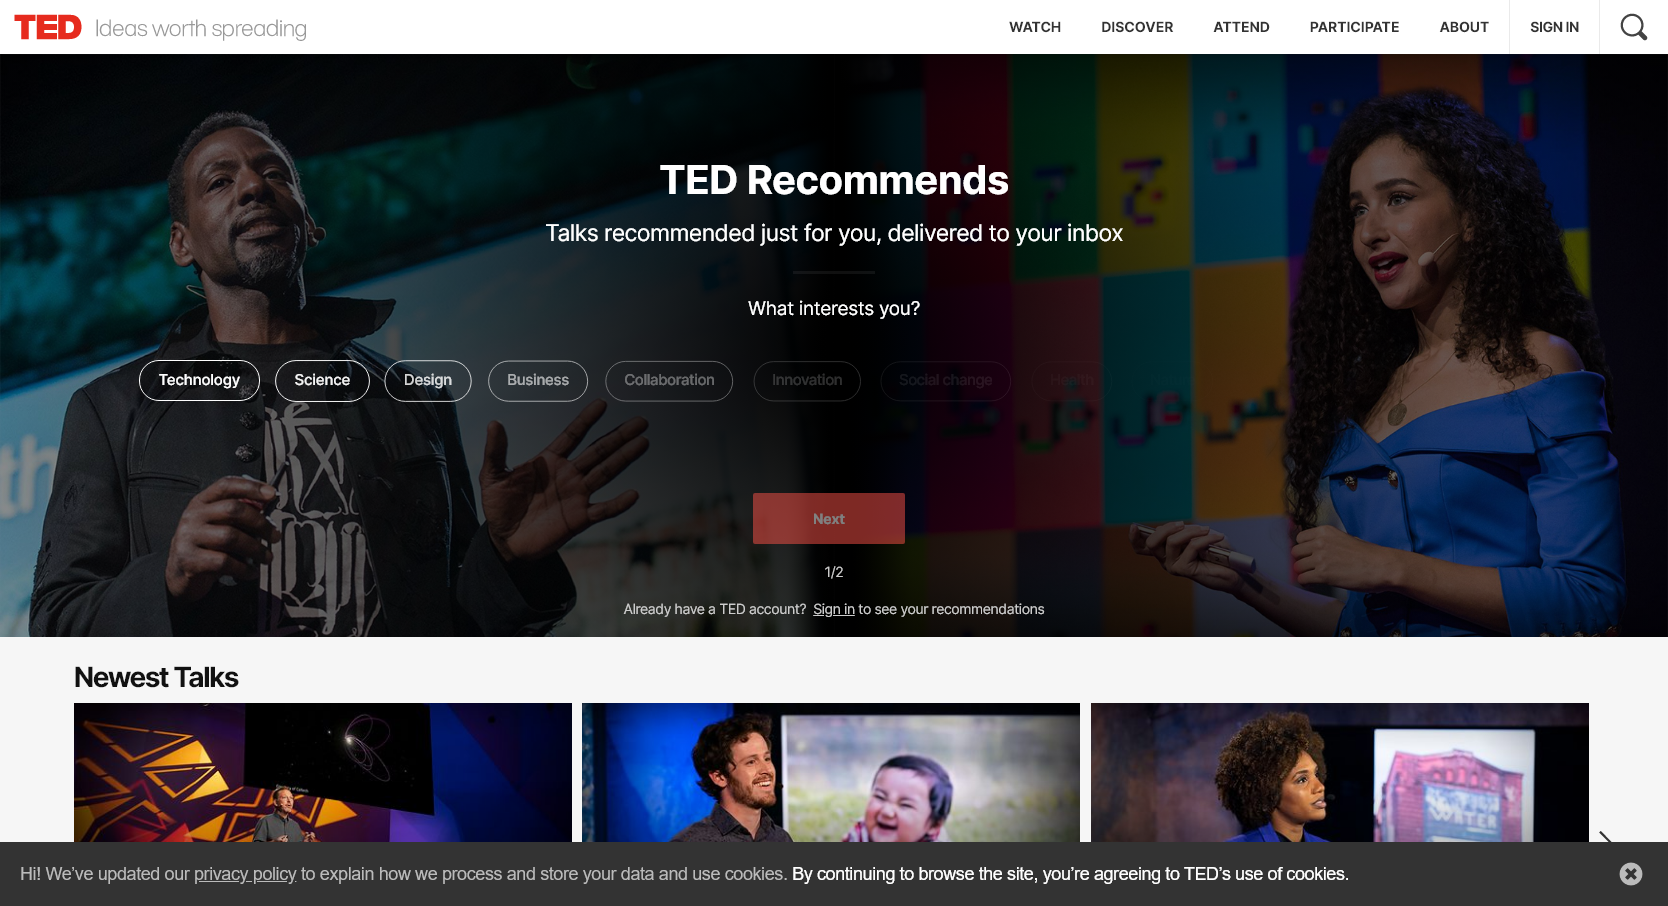 TED Ideas worth spreading
WATCH DISCOVER ATTEND PARTICIPATE ABOUT SIGN IN
TED Recommends
Talks recommended just for you, delivered to your inbox
What interests you?
Technology Science Design Business Collaboration Innovation Social change Health
Next
1/2
Already have a TED account? Sign in to see your recommendations
Newest Talks
WATER
Hi! We've updated our privacy policy to explain how we process and store your data and use cookies. By continuing to browse the site, you're agreeing to TED's use of cookies.